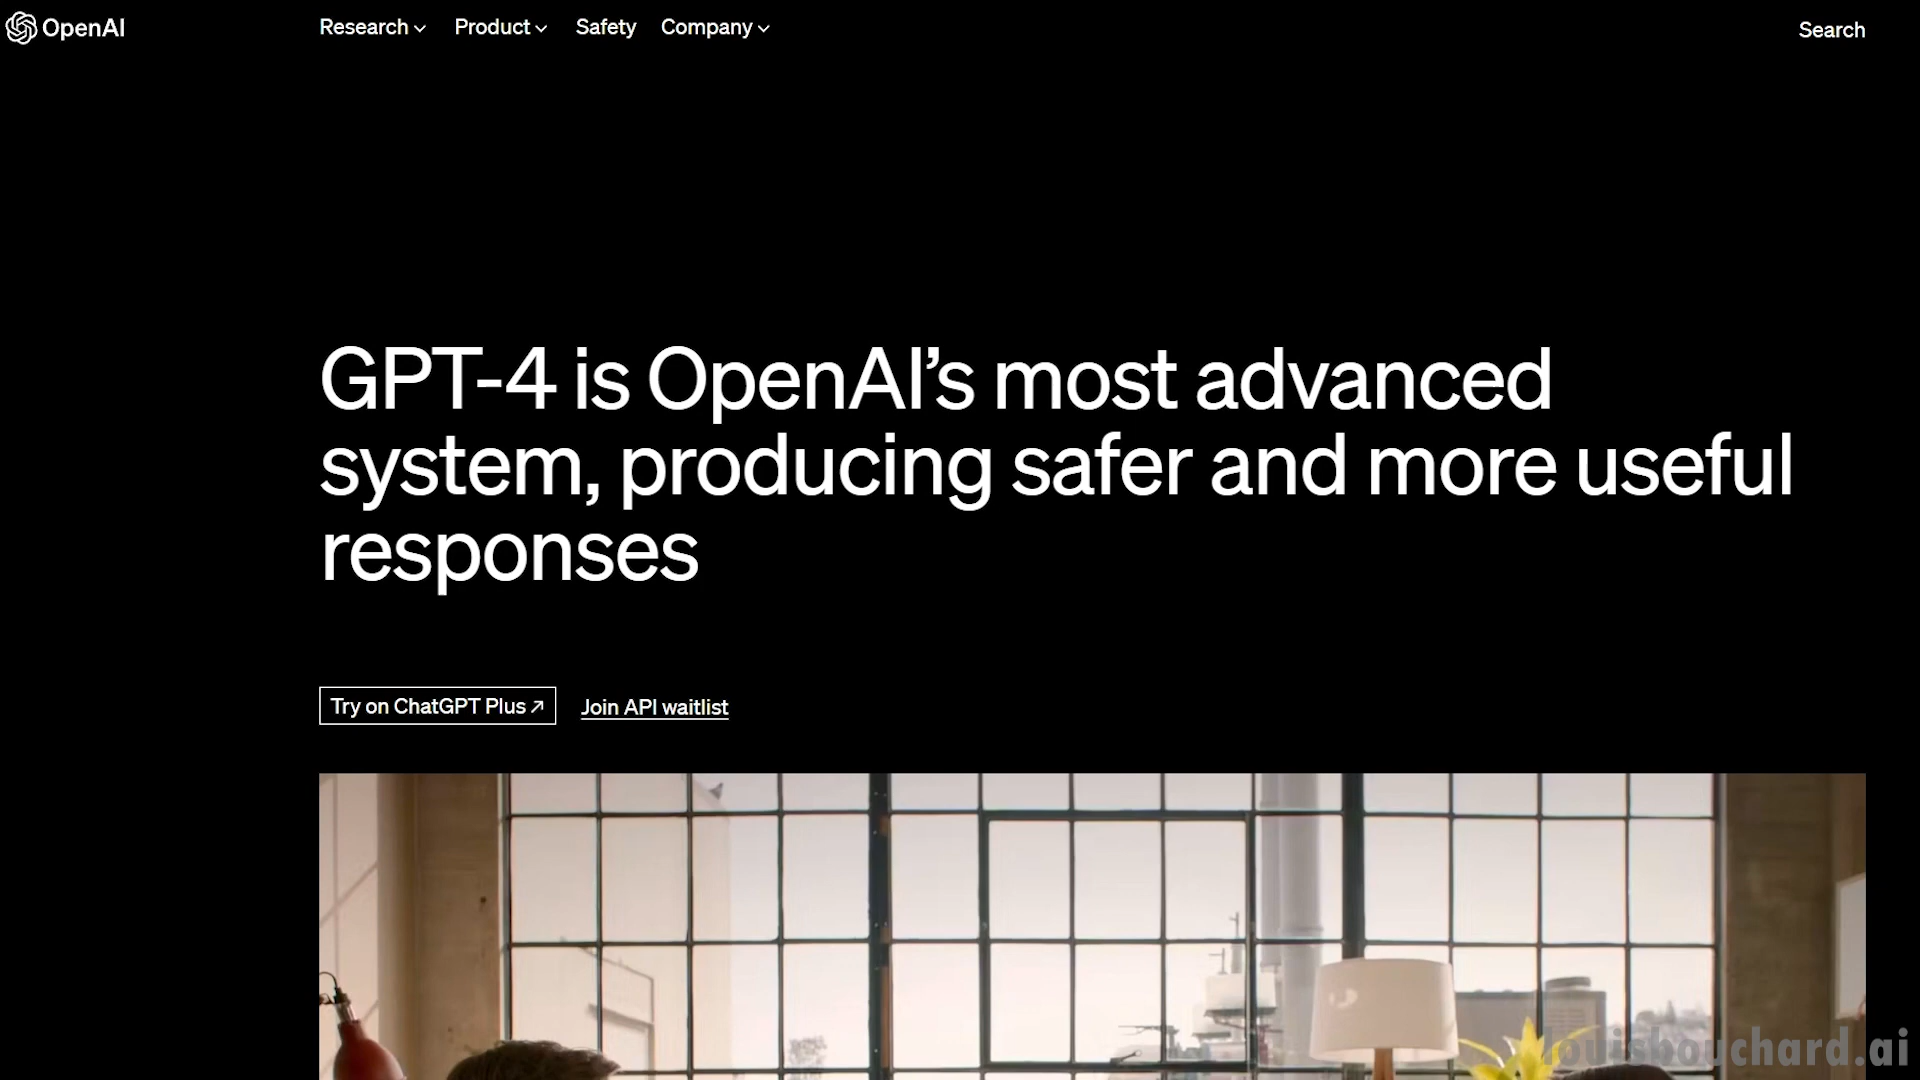 OpenAI
Research
Product
Safety
Company
Search
GPT-4 is OpenAI’s most advanced
system, producing safer and more useful
responses
Try on ChatGPT Plus ↗
Join API waitlist
louisbouchard.ai